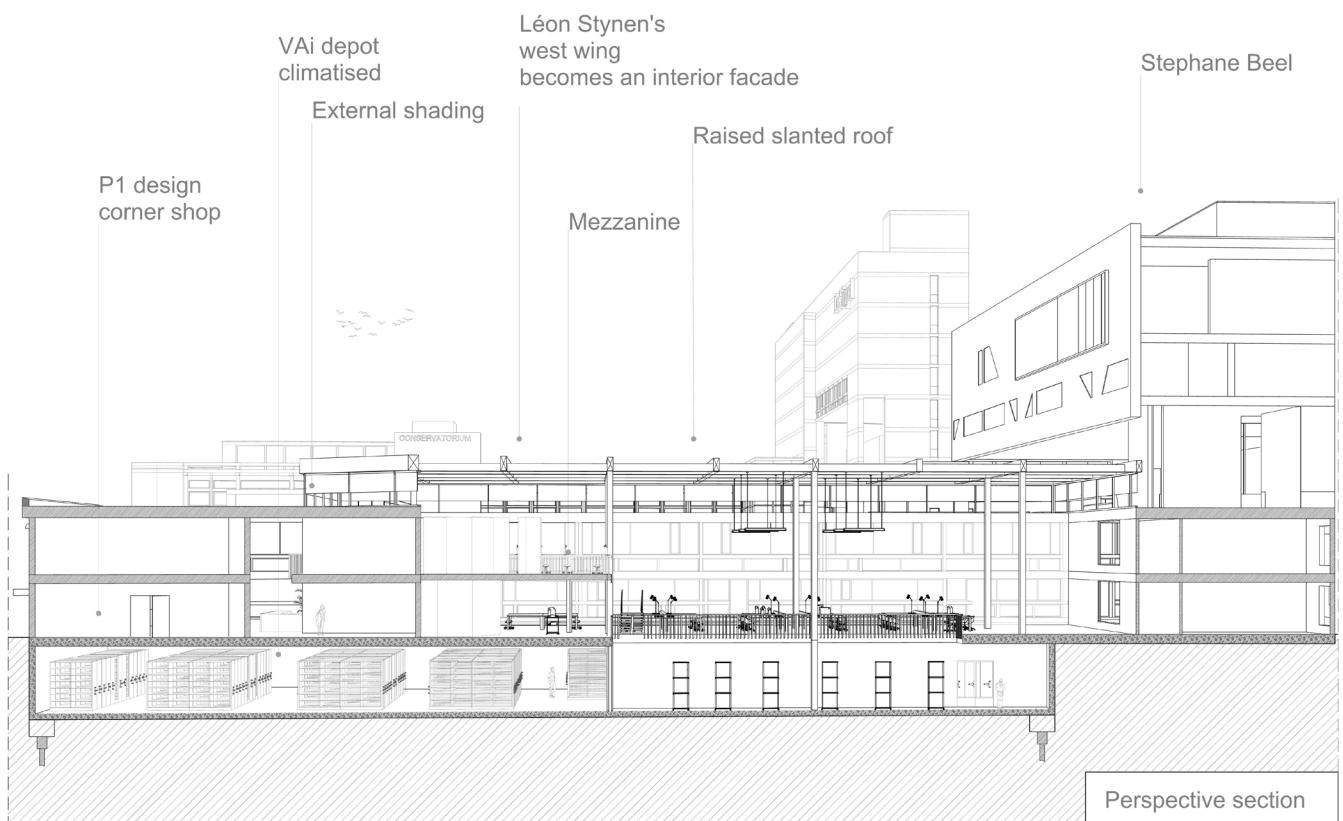 Léon Stynen's
west wing
becomes an interior facade
VAi depot
climatised
Stephane Beel
External shading
Raised slanted roof
P1 design
corner shop
Mezzanine
CONSERVATORIUM
Perspective section